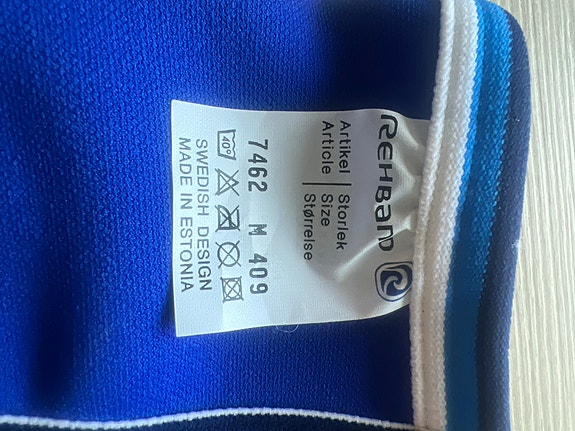 REHBAND
Artikel | Storlek
Article | Size
Størrelse
7462 M 409
40°
SWEDISH DESIGN
MADE IN ESTONIA